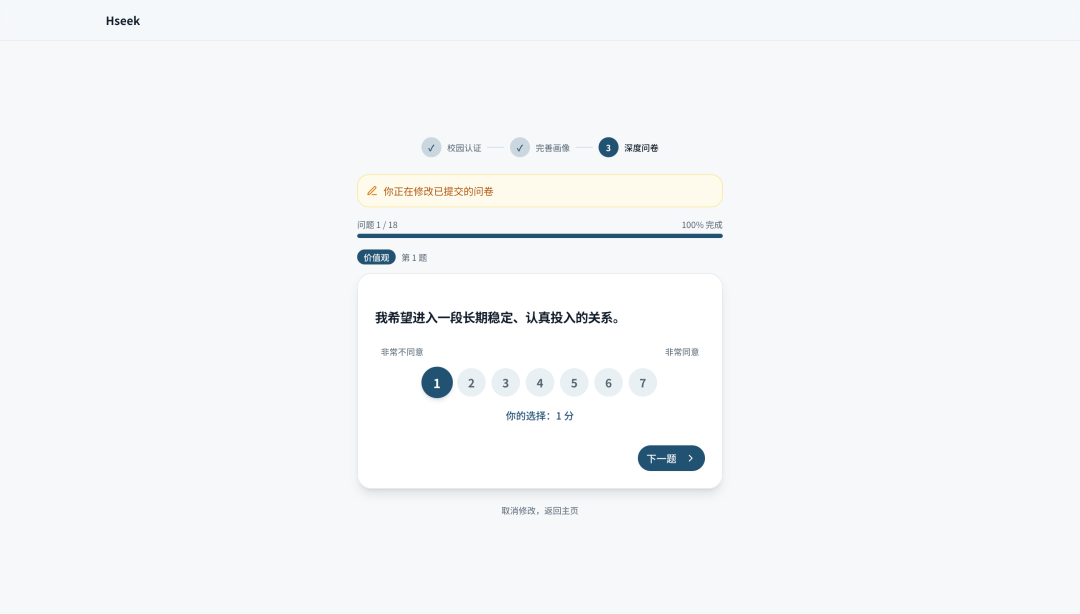 Hseek
✓ 校园认证 ✓ 完善画像 3 深度问卷
你正在修改已提交的问卷
问题 1 / 18 100% 完成
价值观 第 1 题
我希望进入一段长期稳定、认真投入的关系。
非常不同意 非常同意
1 2 3 4 5 6 7
你的选择：1 分
下一题
取消修改，返回主页